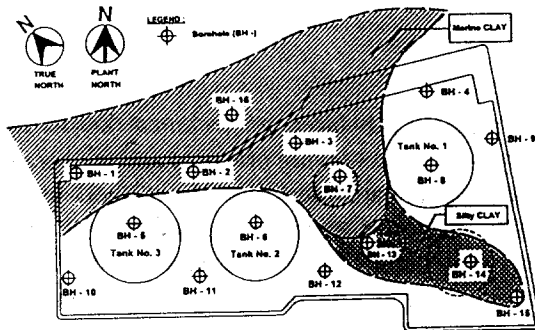 N
N
TRUE
NORTH
PLANT
NORTH
LEGEND :
Borehole (BH -)
Marine CLAY
BH - 16
BH - 4
BH - 3
BH - 9
Tank No. 1
BH - 8
BH - 1
BH - 2
BH - 7
Silty CLAY
BH - 5
Tank No. 3
BH - 6
Tank No. 2
BH - 13
BH - 14
BH - 10
BH - 11
BH - 12
BH - 15